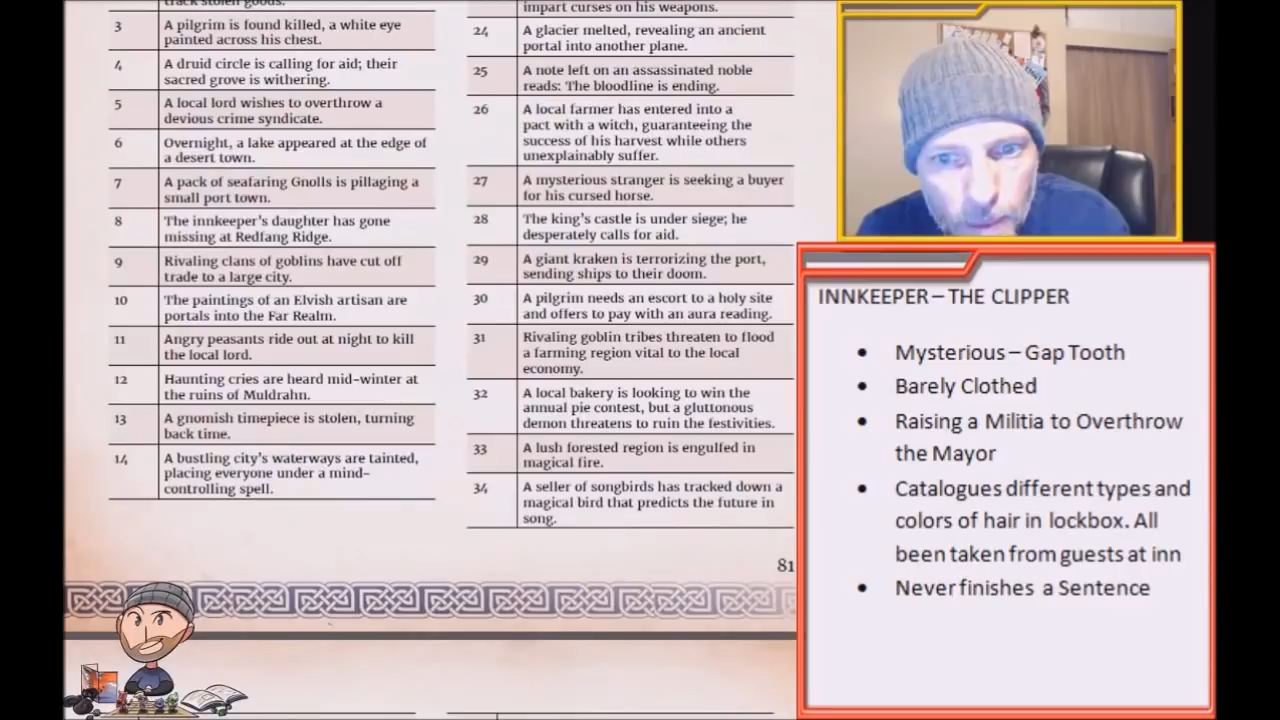 track stolen goods.
3 A pilgrim is found killed, a white eye
painted across his chest.
4 A druid circle is calling for aid; their
sacred grove is withering.
5 A local lord wishes to overthrow a
devious crime syndicate.
6 Overnight, a lake appeared at the edge of
a desert town.
7 A pack of seafaring Gnolls is pillaging a
small port town.
8 The innkeeper's daughter has gone
missing at Redfang Ridge.
9 Rivaling clans of goblins have cut off
trade to a large city.
10 The paintings of an Elvish artisan are
portals into the Far Realm.
11 Angry peasants ride out at night to kill
the local lord.
12 Haunting cries are heard mid-winter at
the ruins of Muldrahn.
13 A gnomish timepiece is stolen, turning
back time.
14 A bustling city's waterways are tainted,
placing everyone under a mind-
controlling spell.
impart curses on his weapons.
24 A glacier melted, revealing an ancient
portal into another plane.
25 A note left on an assassinated noble
reads: The bloodline is ending.
26 A local farmer has entered into a
pact with a witch, guaranteeing the
success of his harvest while others
unexplainably suffer.
27 A mysterious stranger is seeking a buyer
for his cursed horse.
28 The king's castle is under siege; he
desperately calls for aid.
29 A giant kraken is terrorizing the port,
sending ships to their doom.
30 A pilgrim needs an escort to a holy site
and offers to pay with an aura reading.
31 Rivaling goblin tribes threaten to flood
a farming region vital to the local
economy.
32 A local bakery is looking to win the
annual pie contest, but a gluttonous
demon threatens to ruin the festivities.
33 A lush forested region is engulfed in
magical fire.
34 A seller of songbirds has tracked down a
magical bird that predicts the future in
song.
81
INNKEEPER – THE CLIPPER
• Mysterious – Gap Tooth
• Barely Clothed
• Raising a Militia to Overthrow
the Mayor
• Catalogues different types and
colors of hair in lockbox. All
been taken from guests at inn
• Never finishes a Sentence